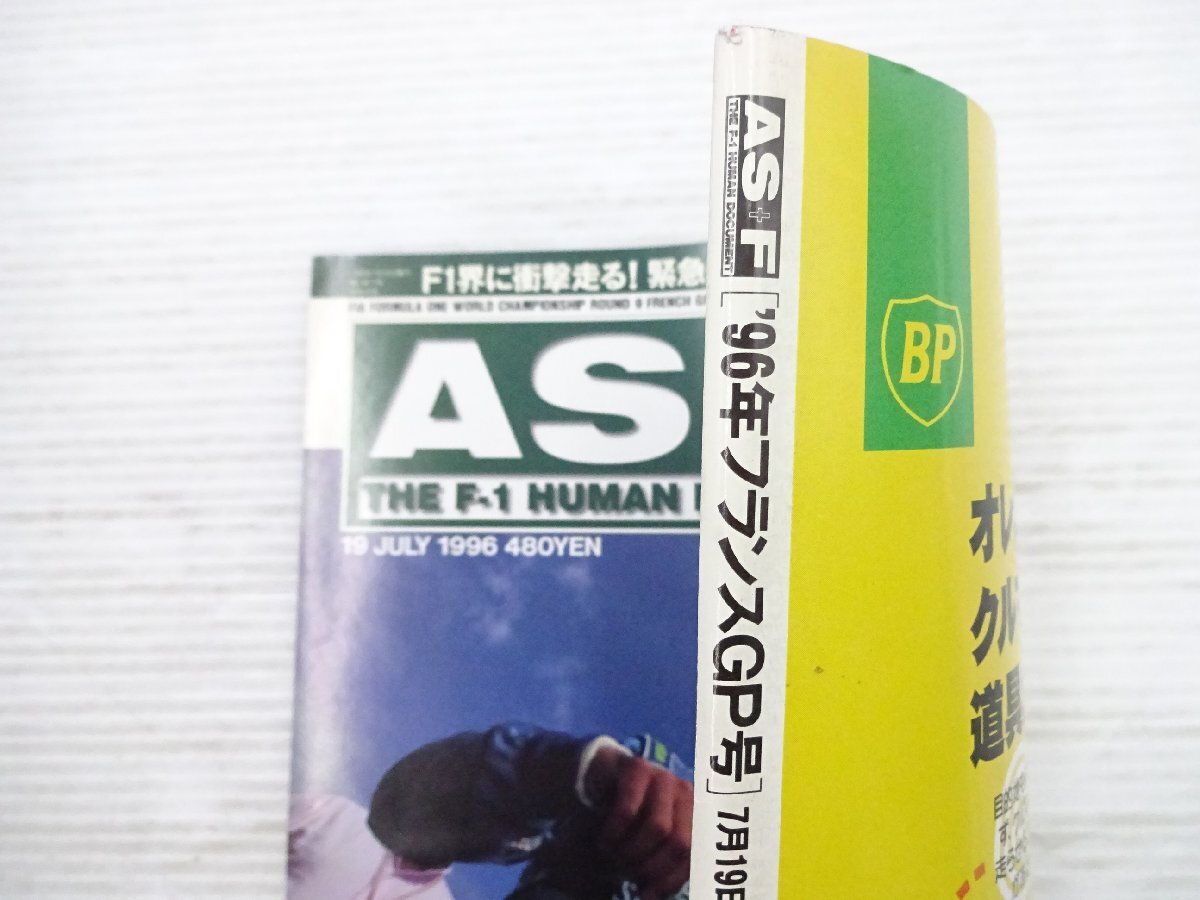 F1界に衝撃走る! 緊急
FIA FORMULA ONE WORLD CHAMPIONSHIP ROUND 9 FRENCH G
AS
THE F-1 HUMAN
19 JULY 1996 480YEN
AS+F
THE F-1 HUMAN DOCUMENT
['96年フランスGP号] 7月19日
BP
オレ
クル
道具